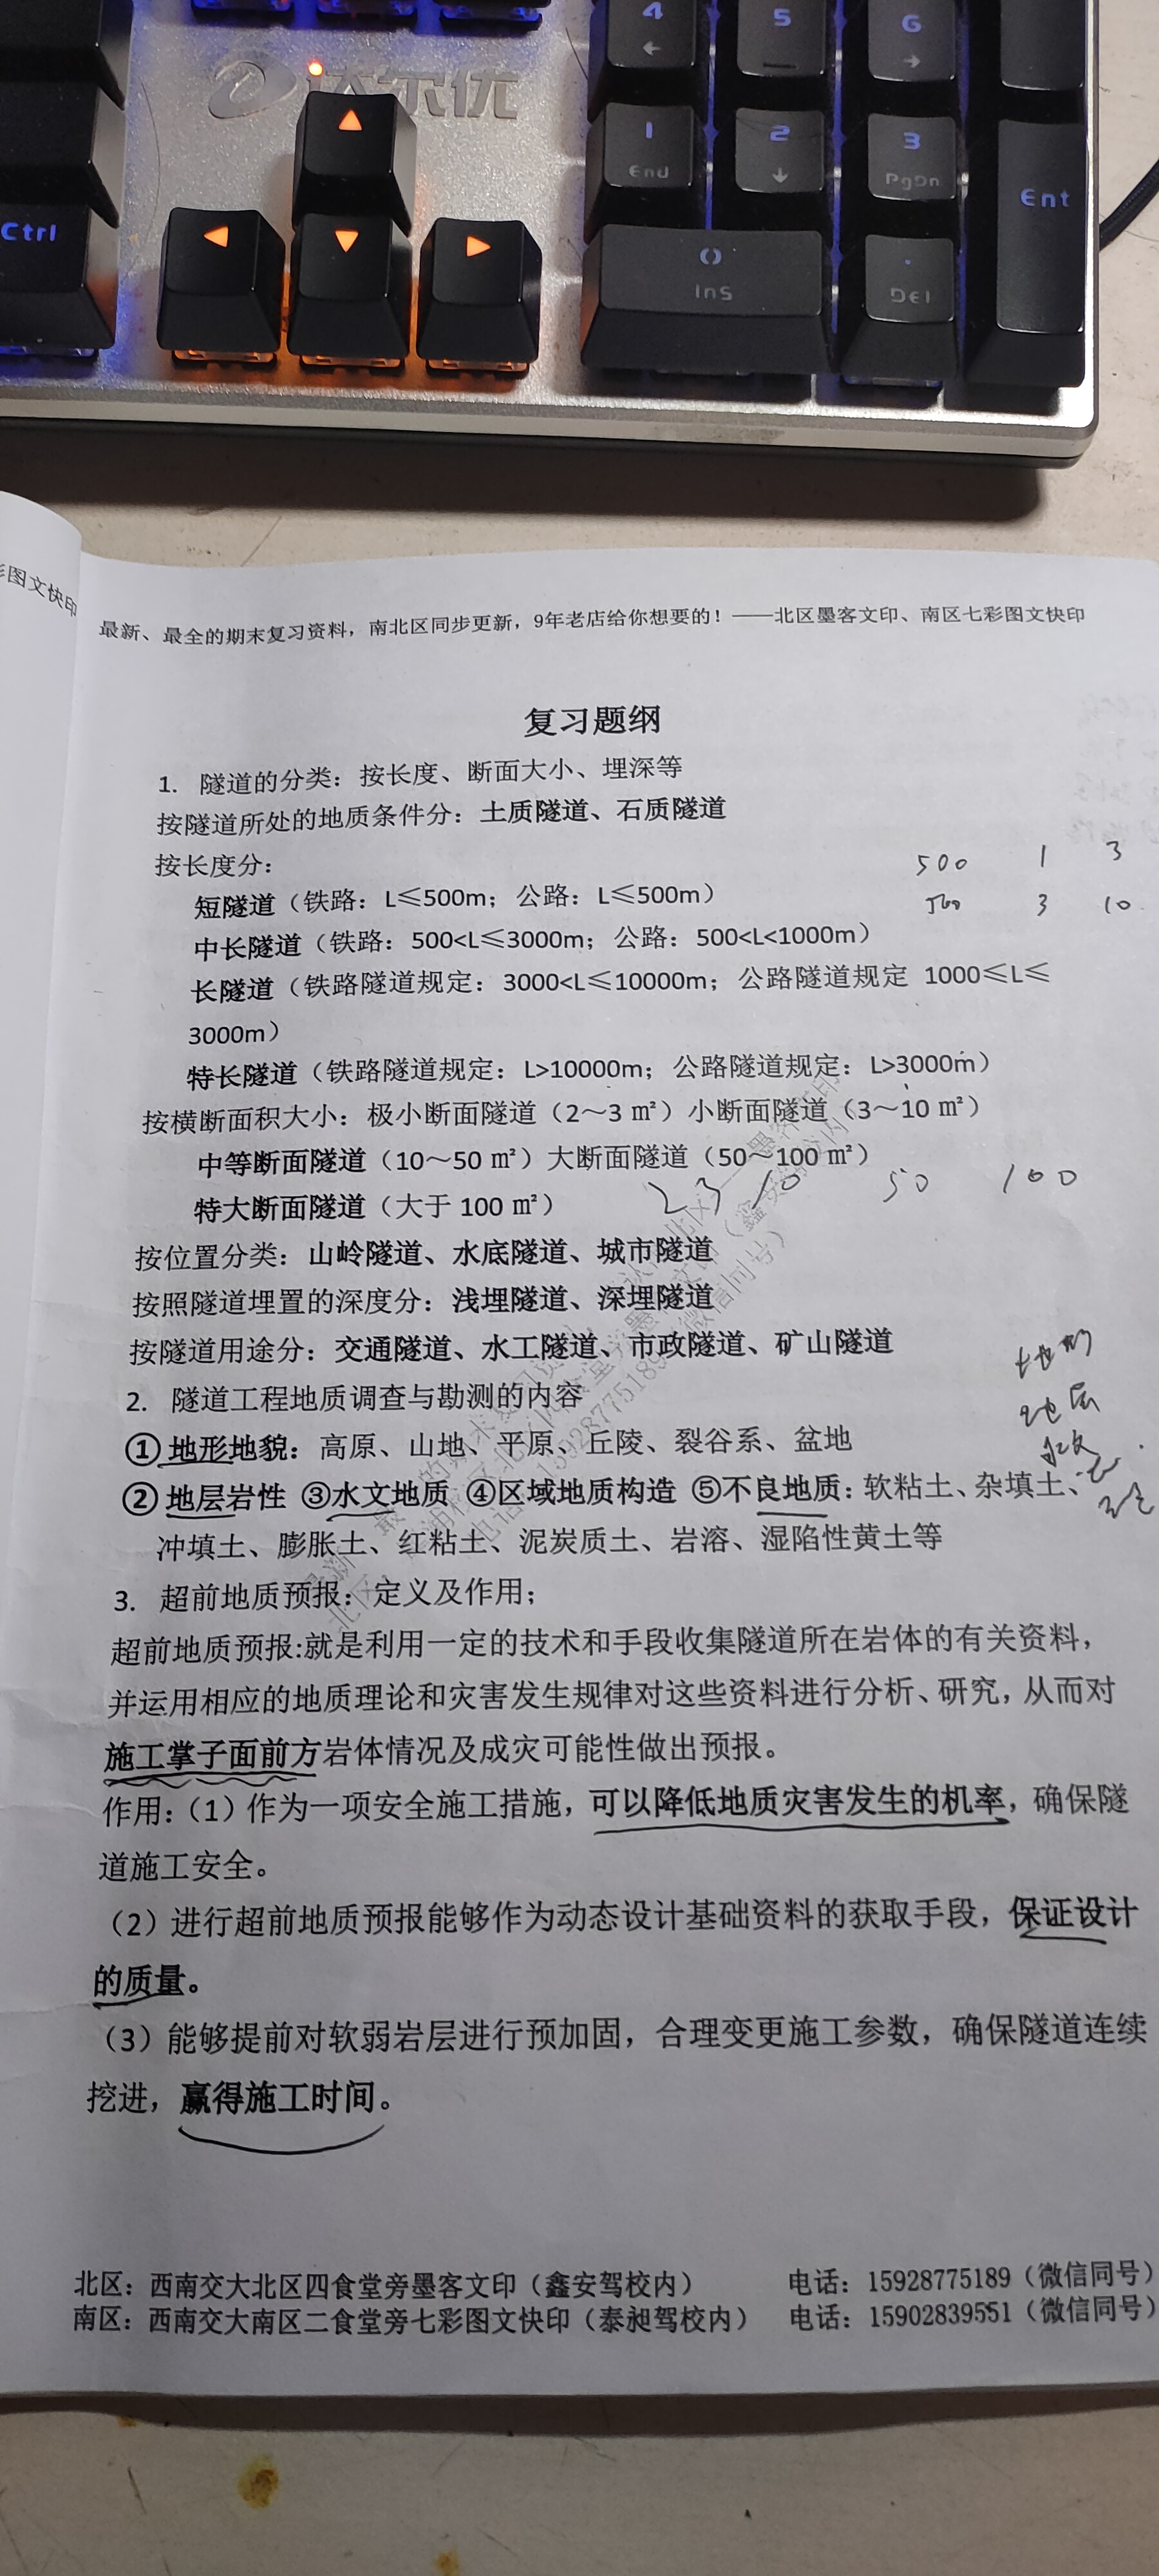 4
5
6
←
→
达尔优
1
2
3
End
↓
PgDn
Ent
Ctrl
0
Ins
Del
彩图文快印
最新、最全的期末复习资料，南北区同步更新，9年老店给你想要的！——北区墨客文印、南区七彩图文快印
复习题纲
1. 隧道的分类：按长度、断面大小、埋深等
按隧道所处的地质条件分：土质隧道、石质隧道
按长度分：
500 1 3
短隧道（铁路：L≤500m；公路：L≤500m）
500 3 10
中长隧道（铁路：500<L≤3000m；公路：500<L<1000m）
长隧道（铁路隧道规定：3000<L≤10000m；公路隧道规定 1000≤L≤
3000m）
特长隧道（铁路隧道规定：L>10000m；公路隧道规定：L>3000m）
按横断面积大小：极小断面隧道（2～3 ㎡）小断面隧道（3～10 ㎡）
中等断面隧道（10～50 ㎡）大断面隧道（50～100 ㎡）
特大断面隧道（大于 100 ㎡）
2 3 10 50 100
按位置分类：山岭隧道、水底隧道、城市隧道
按照隧道埋置的深度分：浅埋隧道、深埋隧道
按隧道用途分：交通隧道、水工隧道、市政隧道、矿山隧道
2. 隧道工程地质调查与勘测的内容
地层
①地形地貌：高原、山地、平原、丘陵、裂谷系、盆地
②地层岩性 ③水文地质 ④区域地质构造 ⑤不良地质：软粘土、杂填土、
冲填土、膨胀土、红粘土、泥炭质土、岩溶、湿陷性黄土等
3. 超前地质预报：定义及作用；
超前地质预报:就是利用一定的技术和手段收集隧道所在岩体的有关资料，
并运用相应的地质理论和灾害发生规律对这些资料进行分析、研究，从而对
施工掌子面前方岩体情况及成灾可能性做出预报。
作用：（1）作为一项安全施工措施，可以降低地质灾害发生的机率，确保隧
道施工安全。
（2）进行超前地质预报能够作为动态设计基础资料的获取手段，保证设计
的质量。
（3）能够提前对软弱岩层进行预加固，合理变更施工参数，确保隧道连续
挖进，赢得施工时间。
北区：西南交大北区四食堂旁墨客文印（鑫安驾校内） 电话：15928775189（微信同号）
南区：西南交大南区二食堂旁七彩图文快印（泰昶驾校内） 电话：15902839551（微信同号）